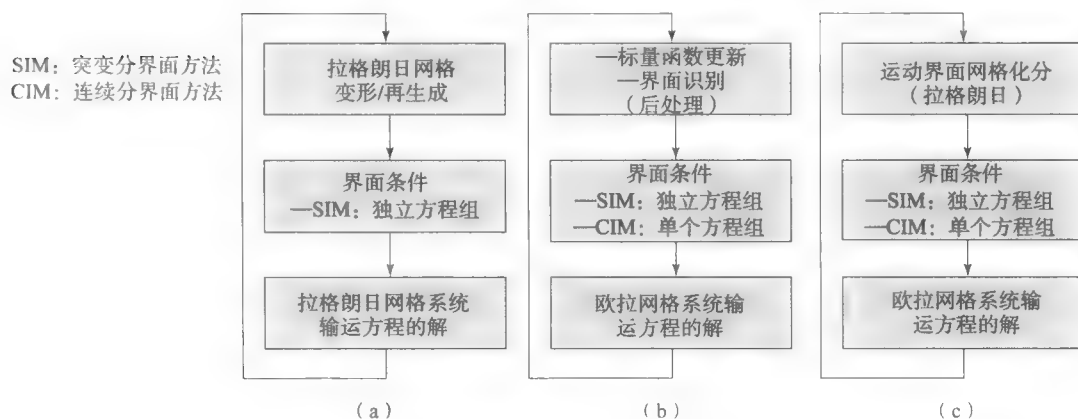 SIM：突变分界面方法
CIM：连续分界面方法
拉格朗日网格
变形/再生成
界面条件
—SIM：独立方程组
拉格朗日网格系统
输运方程的解
（a）
—标量函数更新
—界面识别
（后处理）
界面条件
—SIM：独立方程组
—CIM：单个方程组
欧拉网格系统输
运方程的解
（b）
运动界面网格化分
（拉格朗日）
界面条件
—SIM：独立方程组
—CIM：单个方程组
欧拉网格系统输
运方程的解
（c）